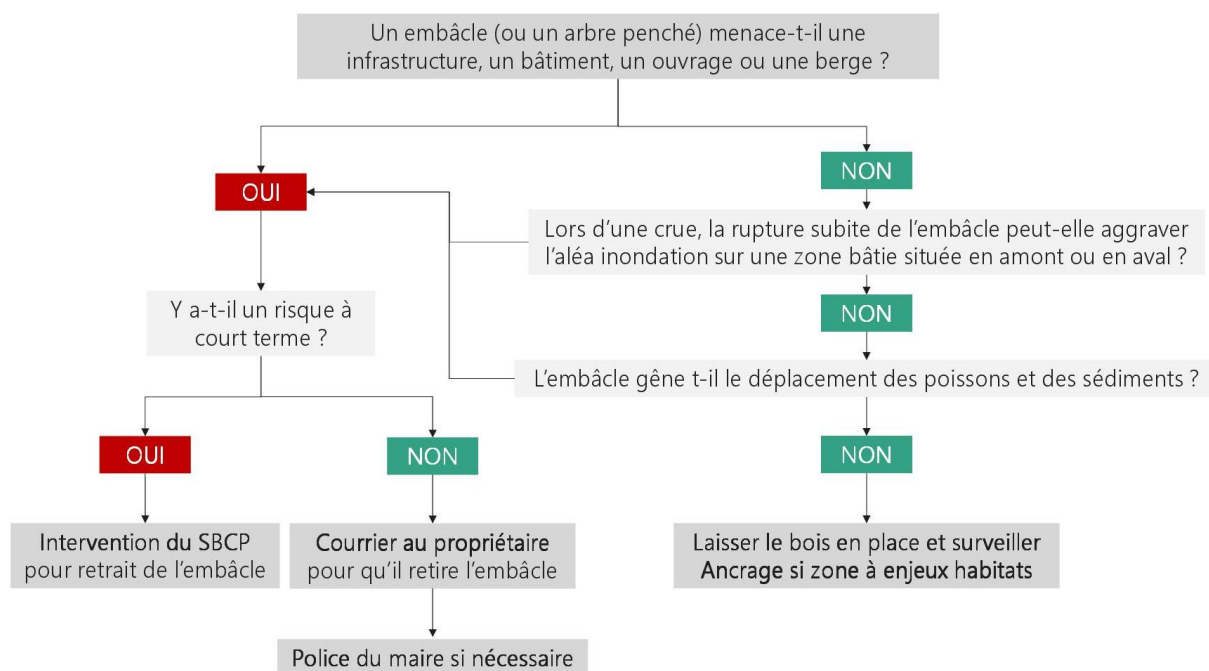 Un embâcle (ou un arbre penché) menace-t-il une
infrastructure, un bâtiment, un ouvrage ou une berge ?
OUI
NON
Lors d'une crue, la rupture subite de l'embâcle peut-elle aggraver
l'aléa inondation sur une zone bâtie située en amont ou en aval ?
Y a-t-il un risque à
court terme ?
NON
L'embâcle gêne t-il le déplacement des poissons et des sédiments ?
OUI
NON
NON
Intervention du SBCP
pour retrait de l'embâcle
Courrier au propriétaire
pour qu'il retire l'embâcle
Laisser le bois en place et surveiller
Ancrage si zone à enjeux habitats
Police du maire si nécessaire